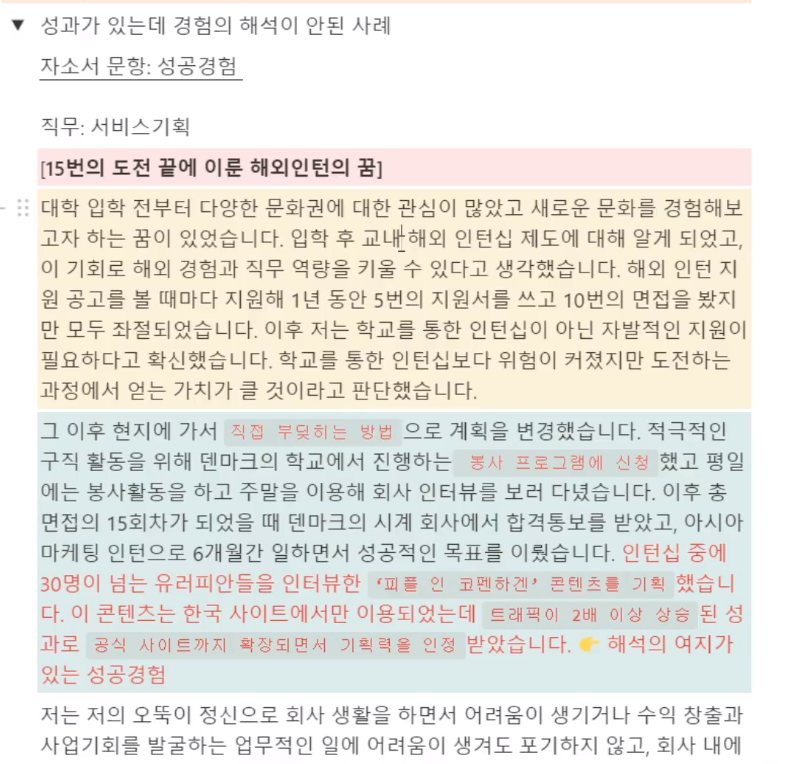 ▼ 성과가 있는데 경험의 해석이 안된 사례
자소서 문항: 성공경험
직무: 서비스기획
[15번의 도전 끝에 이룬 해외인턴의 꿈]
대학 입학 전부터 다양한 문화권에 대한 관심이 많았고 새로운 문화를 경험해보
고자 하는 꿈이 있었습니다. 입학 후 교내 해외 인턴십 제도에 대해 알게 되었고,
이 기회로 해외 경험과 직무 역량을 키울 수 있다고 생각했습니다. 해외 인턴 지
원 공고를 볼 때마다 지원해 1년 동안 5번의 지원서를 쓰고 10번의 면접을 봤지
만 모두 좌절되었습니다. 이후 저는 학교를 통한 인턴십이 아닌 자발적인 지원이
필요하다고 확신했습니다. 학교를 통한 인턴십보다 위험이 커졌지만 도전하는
과정에서 얻는 가치가 클 것이라고 판단했습니다.
그 이후 현지에 가서 직접 부딪히는 방법 으로 계획을 변경했습니다. 적극적인
구직 활동을 위해 덴마크의 학교에서 진행하는 봉사 프로그램에 신청 했고 평일
에는 봉사활동을 하고 주말을 이용해 회사 인터뷰를 보러 다녔습니다. 이후 총
면접의 15회차가 되었을 때 덴마크의 시계 회사에서 합격통보를 받았고, 아시아
마케팅 인턴으로 6개월간 일하면서 성공적인 목표를 이뤘습니다. 인턴십 중에
30명이 넘는 유러피안들을 인터뷰한 ‘피플 인 코펜하겐’ 콘텐츠를 기획 했습니
다. 이 콘텐츠는 한국 사이트에서만 이용되었는데 트래픽이 2배 이상 상승 된 성
과로 공식 사이트까지 확장되면서 기획력을 인정 받았습니다. 👉 해석의 여지가
있는 성공경험
저는 저의 오뚝이 정신으로 회사 생활을 하면서 어려움이 생기거나 수익 창출과
사업기회를 발굴하는 업무적인 일에 어려움이 생겨도 포기하지 않고, 회사 내에